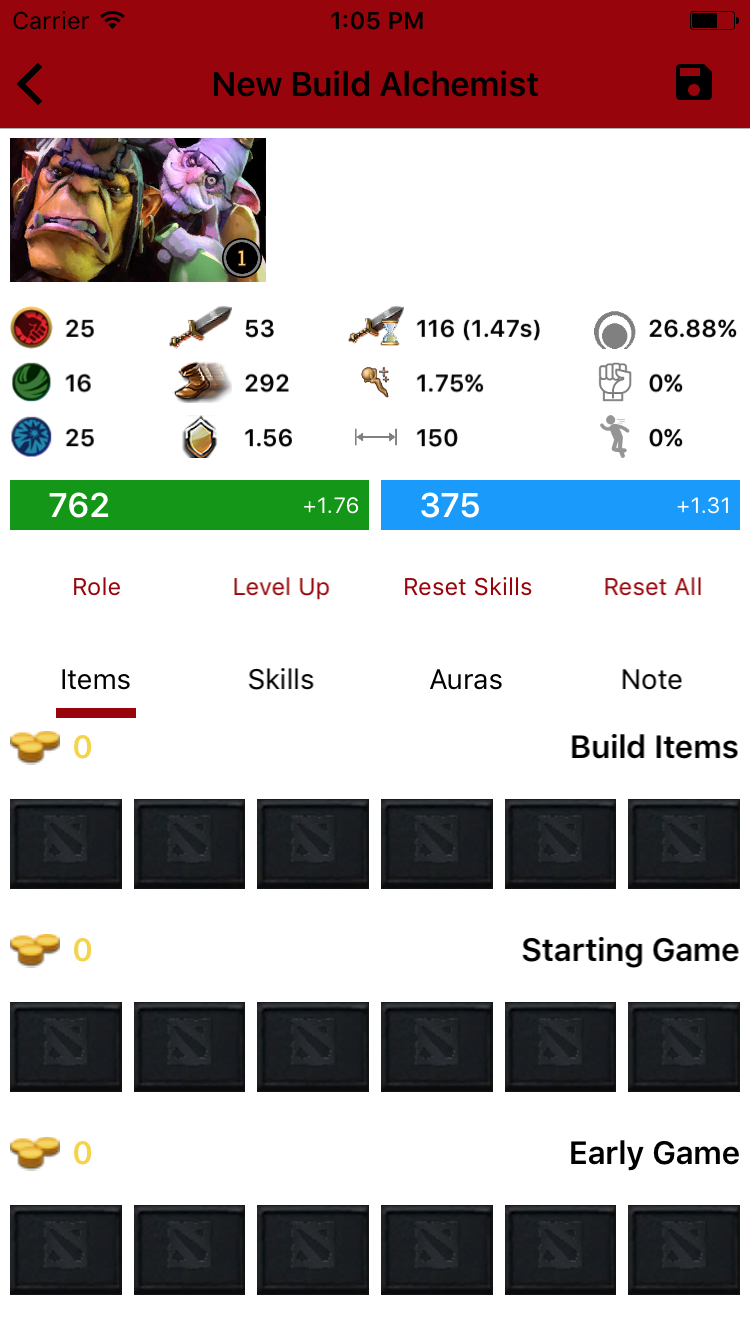 Carrier 1:05 PM
New Build Alchemist
1
25 53 116 (1.47s) 26.88%
16 292 1.75% 0%
25 1.56 150 0%
762 +1.76 375 +1.31
Role Level Up Reset Skills Reset All
Items Skills Auras Note
0 Build Items
0 Starting Game
0 Early Game